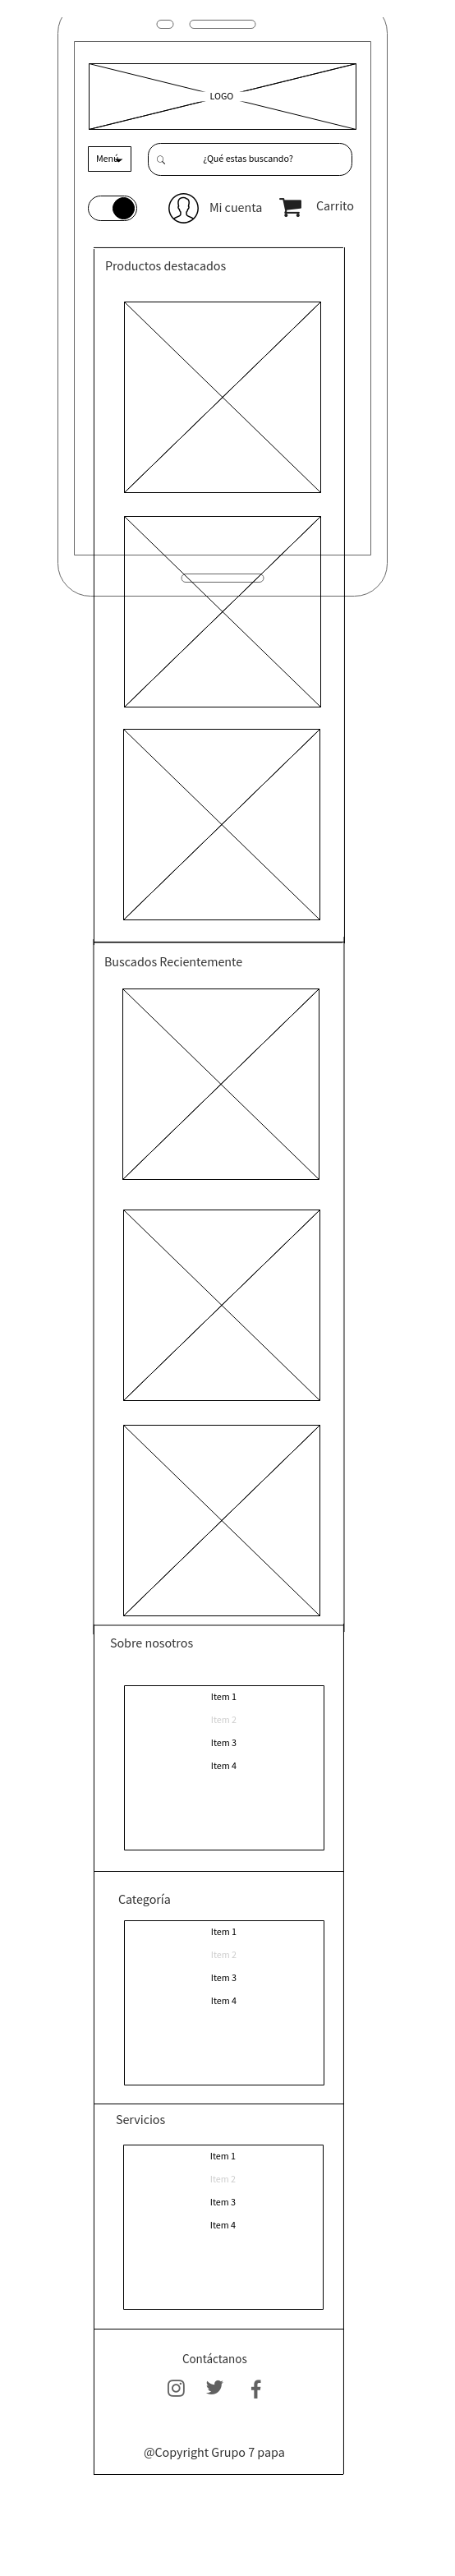 LOGO
Menú
¿Qué estas buscando?
Mi cuenta
Carrito
Productos destacados
Buscados Recientemente
Sobre nosotros
Item 1
Item 2
Item 3
Item 4
Categoría
Item 1
Item 2
Item 3
Item 4
Servicios
Item 1
Item 2
Item 3
Item 4
Contáctanos
@Copyright Grupo 7 papa